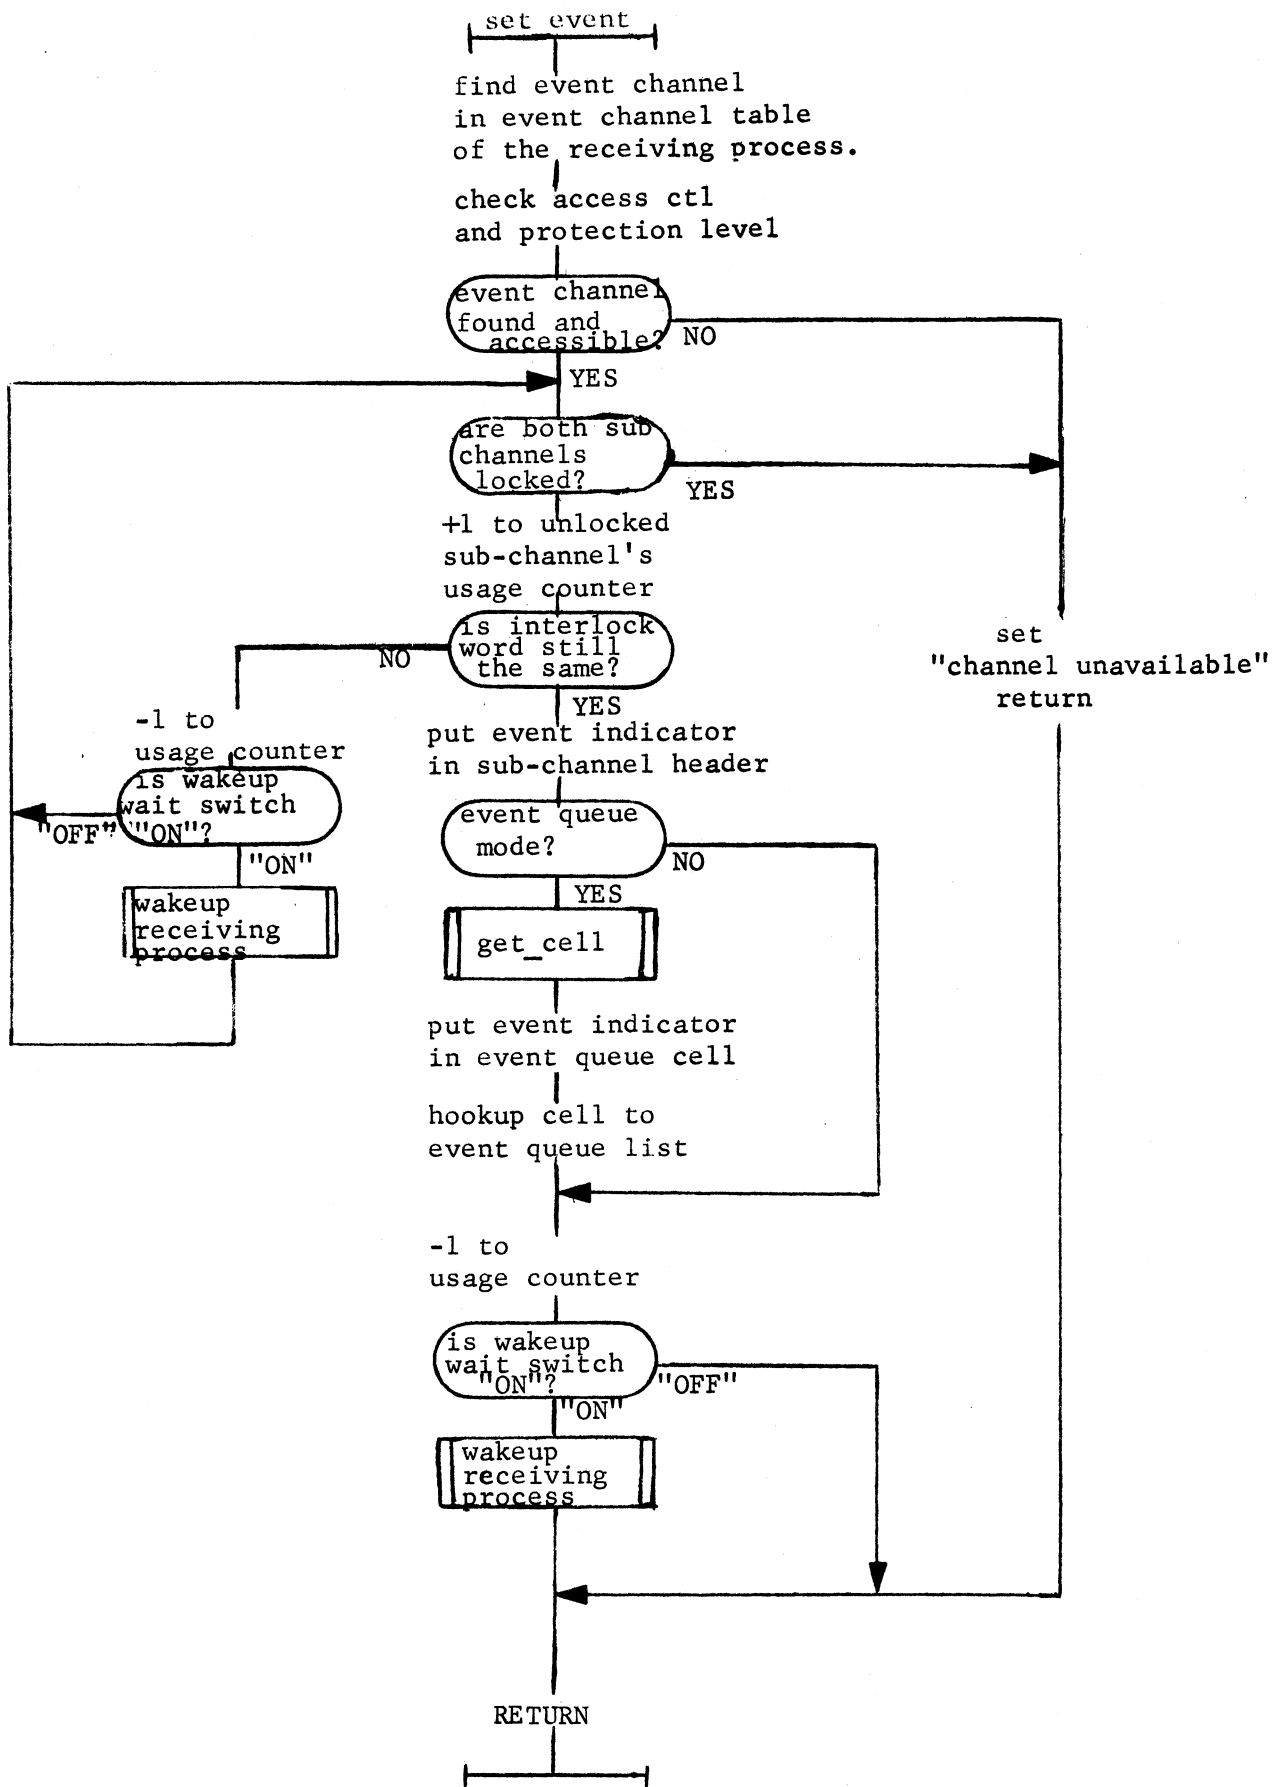 set event
find event channel
in event channel table
of the receiving process.
check access ctl
and protection level
event channel
found and
accessible?
NO
YES
are both sub
channels
locked?
YES
+1 to unlocked
sub-channel's
usage counter
is interlock
word still
the same?
NO
YES
set
"channel unavailable"
return
-1 to
usage counter
is wakeup
wait switch
"ON"?
"OFF"
"ON"
wakeup
receiving
process
put event indicator
in sub-channel header
event queue
mode?
NO
YES
get_cell
put event indicator
in event queue cell
hookup cell to
event queue list
-1 to
usage counter
is wakeup
wait switch
"ON"?
"OFF"
"ON"
wakeup
receiving
process
RETURN